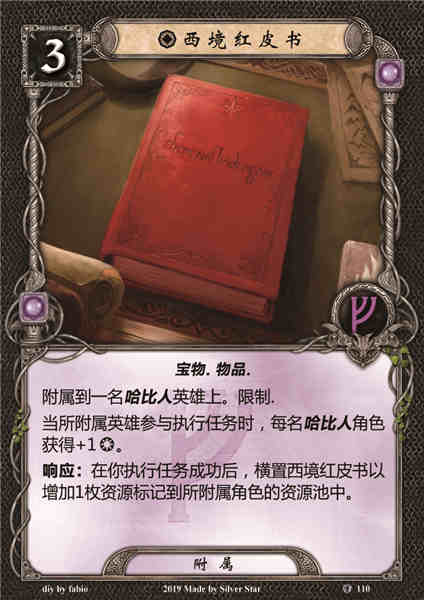 3
西境红皮书
宝物. 物品.
附属到一名哈比人英雄上。限制.
当所附属英雄参与执行任务时，每名哈比人角色
获得+1。
响应：在你执行任务成功后，横置西境红皮书以
增加1枚资源标记到所附属角色的资源池中。
附属
diy by fabio
2019 Made by Silver Star
110